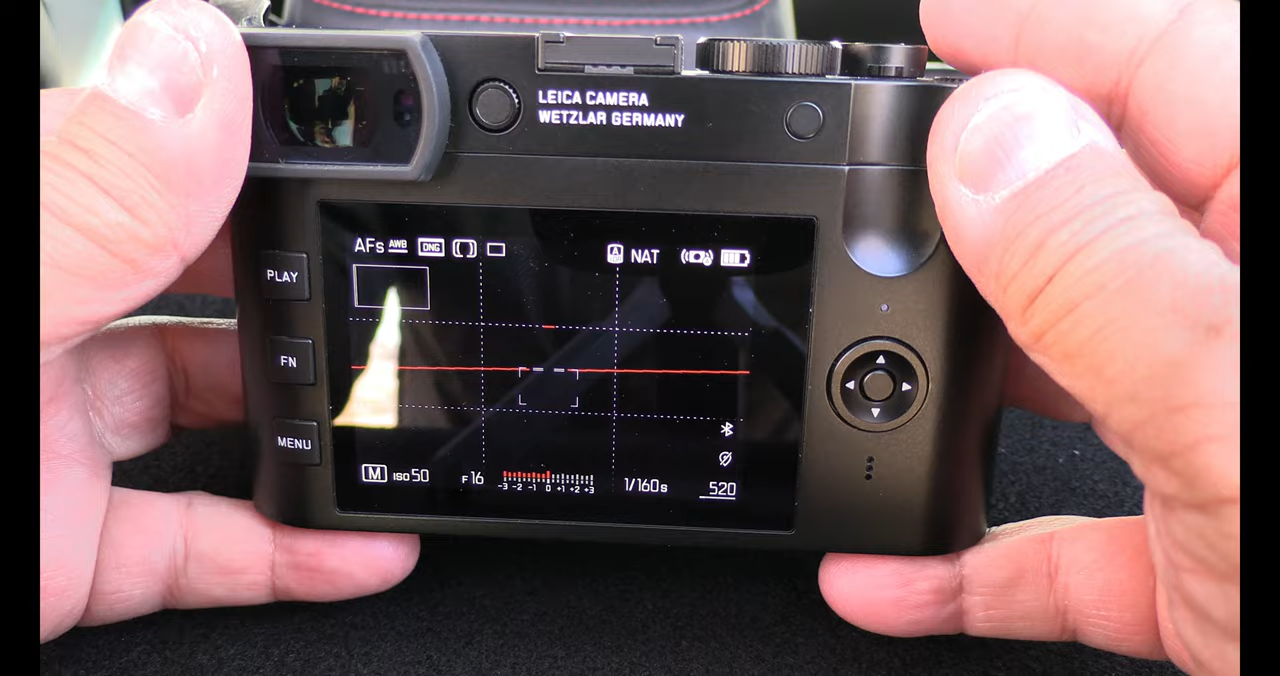 LEICA CAMERA
WETZLAR GERMANY
AFs AWB DNG NAT
PLAY
FN
MENU
M ISO 50 F 16 1/160s 520
-3 -2 -1 0 +1 +2 +3